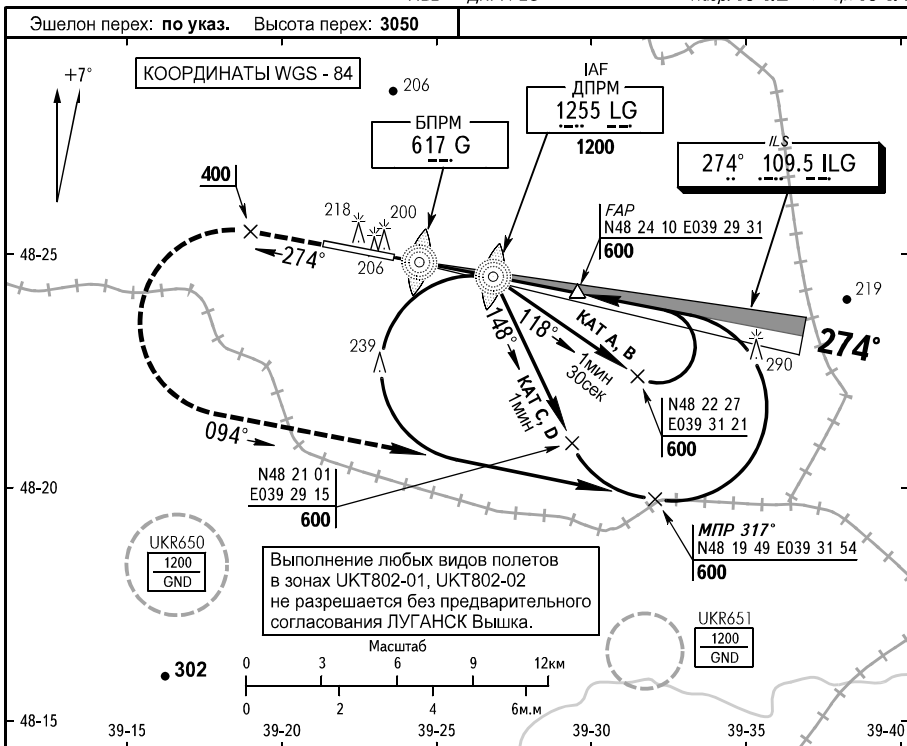 Эшелон перех: по указ. Высота перех: 3050
+7°
КООРДИНАТЫ WGS - 84
206
БПРМ
617 G
IAF
ДПРМ
1255 LG
1200
ILS
274° 109.5 ILG
400
218
200
206
FAP
N48 24 10 E039 29 31
600
48-25
274°
219
274°
290
239
148°
КАТ C, D
1мин
118°
КАТ A, B
1мин
30сек
N48 22 27
E039 31 21
600
094°
N48 21 01
E039 29 15
600
48-20
МПР 317°
N48 19 49 E039 31 54
600
UKR650
1200
GND
Выполнение любых видов полетов
в зонах UKT802-01, UKT802-02
не разрешается без предварительного
согласования ЛУГАНСК Вышка.
UKR651
1200
GND
302
Масштаб
0 3 6 9 12км
0 2 4 6м.м
48-15
39-15 39-20 39-25 39-30 39-35 39-40